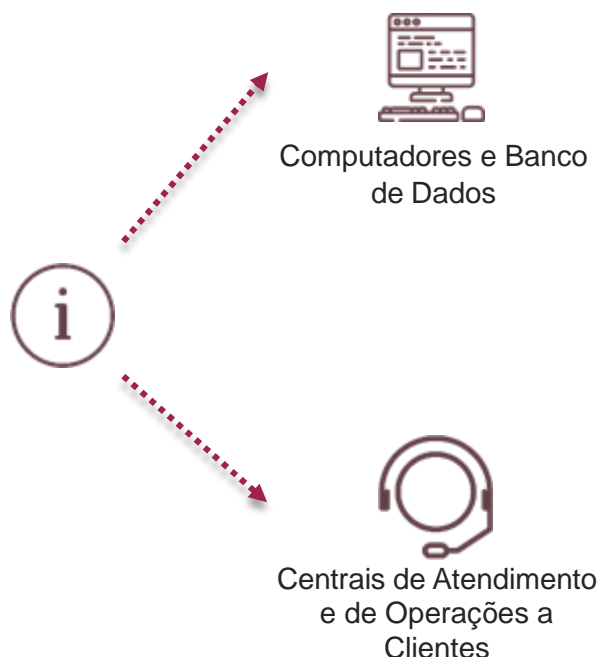 Computadores e Banco
de Dados
i
Centrais de Atendimento
e de Operações a
Clientes